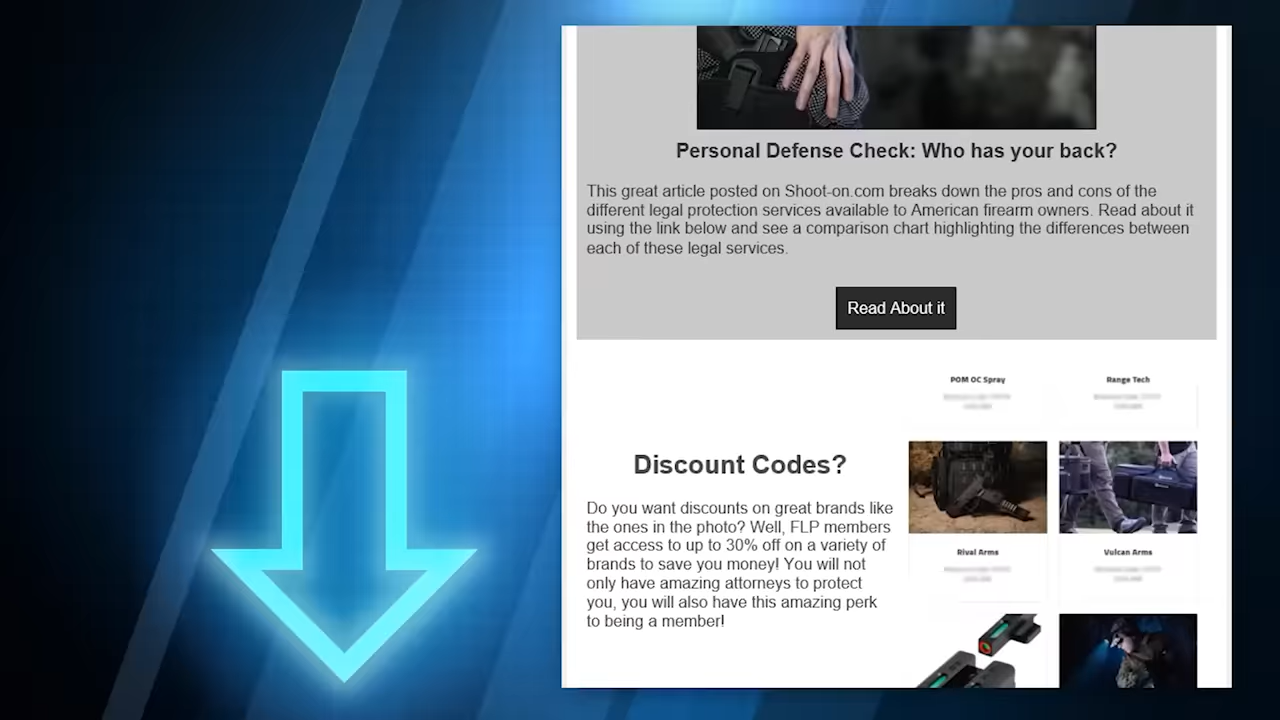 Personal Defense Check: Who has your back?
This great article posted on Shoot-on.com breaks down the pros and cons of the
different legal protection services available to American firearm owners. Read about it
using the link below and see a comparison chart highlighting the differences between
each of these legal services.
Read About it
POM OC Spray
Range Tech
Discount Codes?
Do you want discounts on great brands like
the ones in the photo? Well, FLP members
get access to up to 30% off on a variety of
brands to save you money! You will not
only have amazing attorneys to protect
you, you will also have this amazing perk
to being a member!
Rival Arms
Vulcan Arms